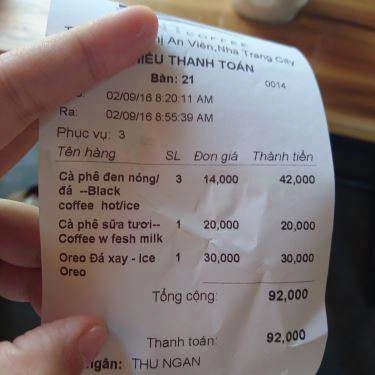 COFFEE
hị An Viên,Nha Trang City
IẾU THANH TOÁN
Bàn: 21
0014
02/09/16 8:20:11 AM
Ra: 02/09/16 8:55:39 AM
Phục vụ: 3
Tên hàng SL Đơn giá Thành tiền
Cà phê đen nóng/ 3 14,000 42,000
đá --Black
coffee hot/ice
Cà phê sữa tươi-- 1 20,000 20,000
Coffee w fesh milk
Oreo Đá xay - Ice 1 30,000 30,000
Oreo
Tổng cộng: 92,000
Thanh toán: 92,000
ngân: THU NGAN